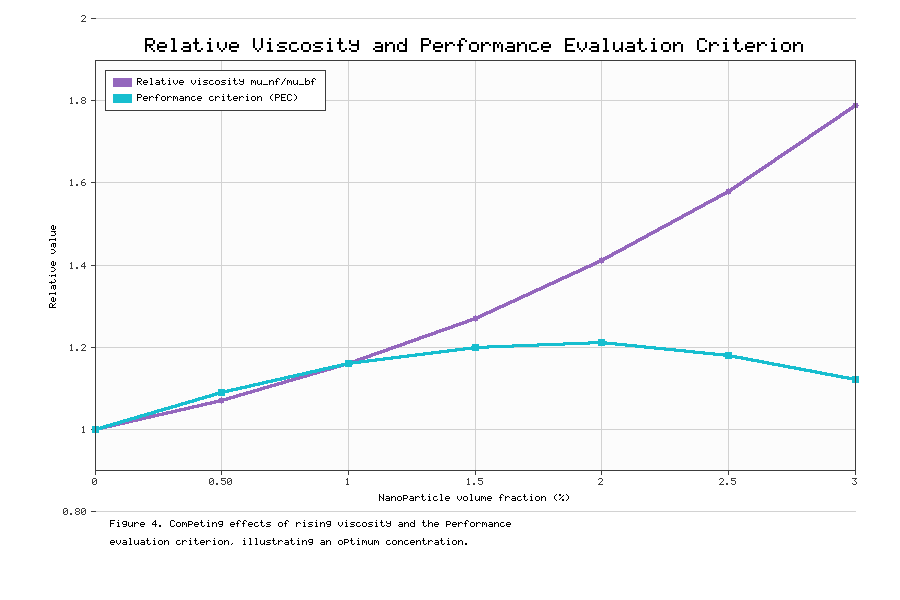 2
Relative Viscosity and Performance Evaluation Criterion
Relative viscosity mu_nf/mu_bf
Performance criterion (PEC)
1.8
1.6
1.4
1.2
1
Relative value
0
0.50
1
1.5
2
2.5
3
NanoParticle volume fraction (%)
0.80
Figure 4. Competing effects of rising viscosity and the Performance
evaluation criterion, illustrating an oPtimum concentration.